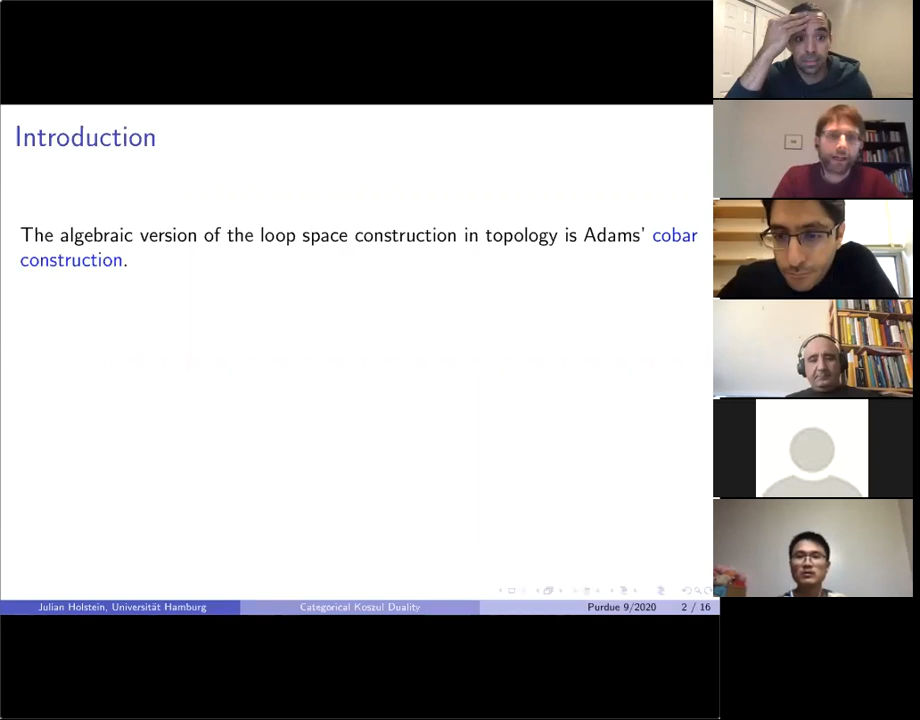 Introduction
The algebraic version of the loop space construction in topology is Adams' cobar
construction.
Julian Holstein, Universität Hamburg
Categorical Koszul Duality
Purdue 9/2020
2 / 16